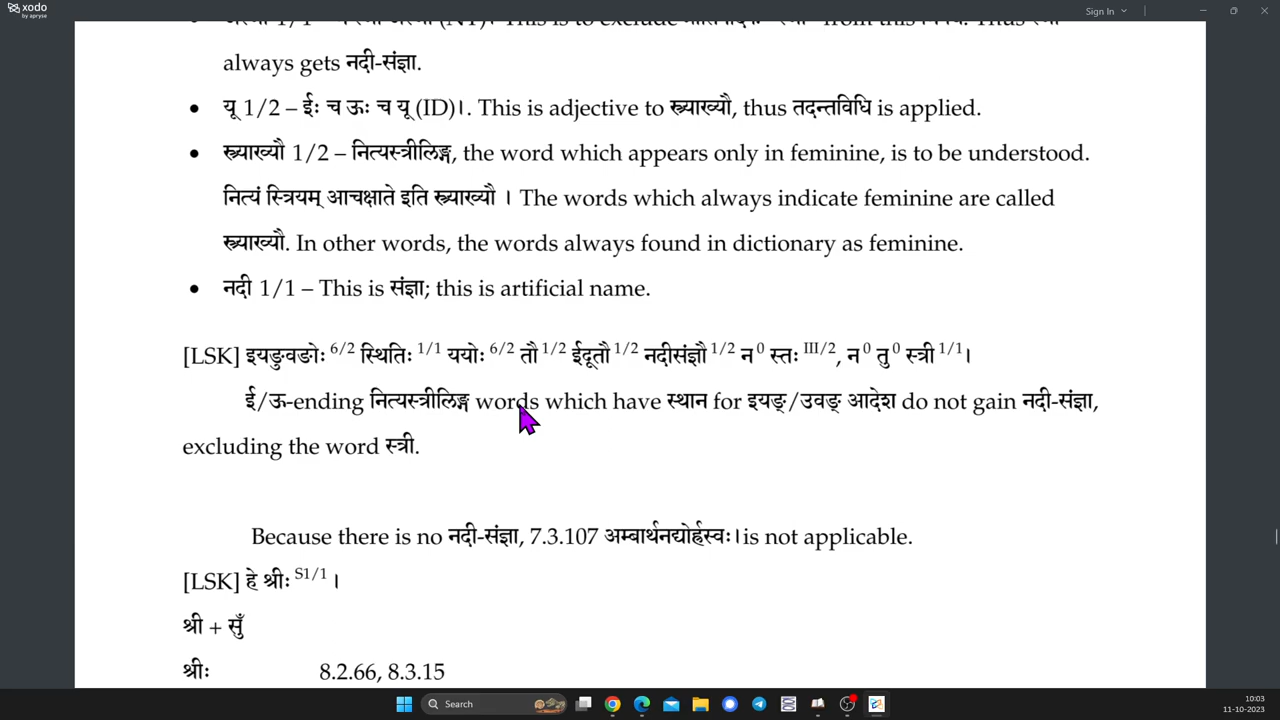 xodo
by apryse
Sign In
always gets नदी-संज्ञा.
• यू 1/2 – ईः च ऊः च यू (ID)।. This is adjective to स्त्र्याख्यौ, thus तदन्तविधि is applied.
• स्त्र्याख्यौ 1/2 – नित्यस्त्रीलिङ्ग, the word which appears only in feminine, is to be understood.
नित्यं स्त्रियम् आचक्षाते इति स्त्र्याख्यौ । The words which always indicate feminine are called
स्त्र्याख्यौ. In other words, the words always found in dictionary as feminine.
• नदी 1/1 – This is संज्ञा; this is artificial name.
[LSK] इयङुवङोः 6/2 स्थितिः 1/1 ययोः 6/2 तौ 1/2 ईदूतौ 1/2 नदीसंज्ञौ 1/2 न 0 स्तः III/2, न 0 तु 0 स्त्री 1/1।
ई/ऊ-ending नित्यस्त्रीलिङ्ग words which have स्थान for इयङ्/उवङ् आदेश do not gain नदी-संज्ञा,
excluding the word स्त्री.
Because there is no नदी-संज्ञा, 7.3.107 अम्बार्थनद्योर्ह्रस्वः। is not applicable.
[LSK] हे श्रीः S1/1 ।
श्री + सुँ
श्रीः 8.2.66, 8.3.15
Search
10:03
11-10-2023